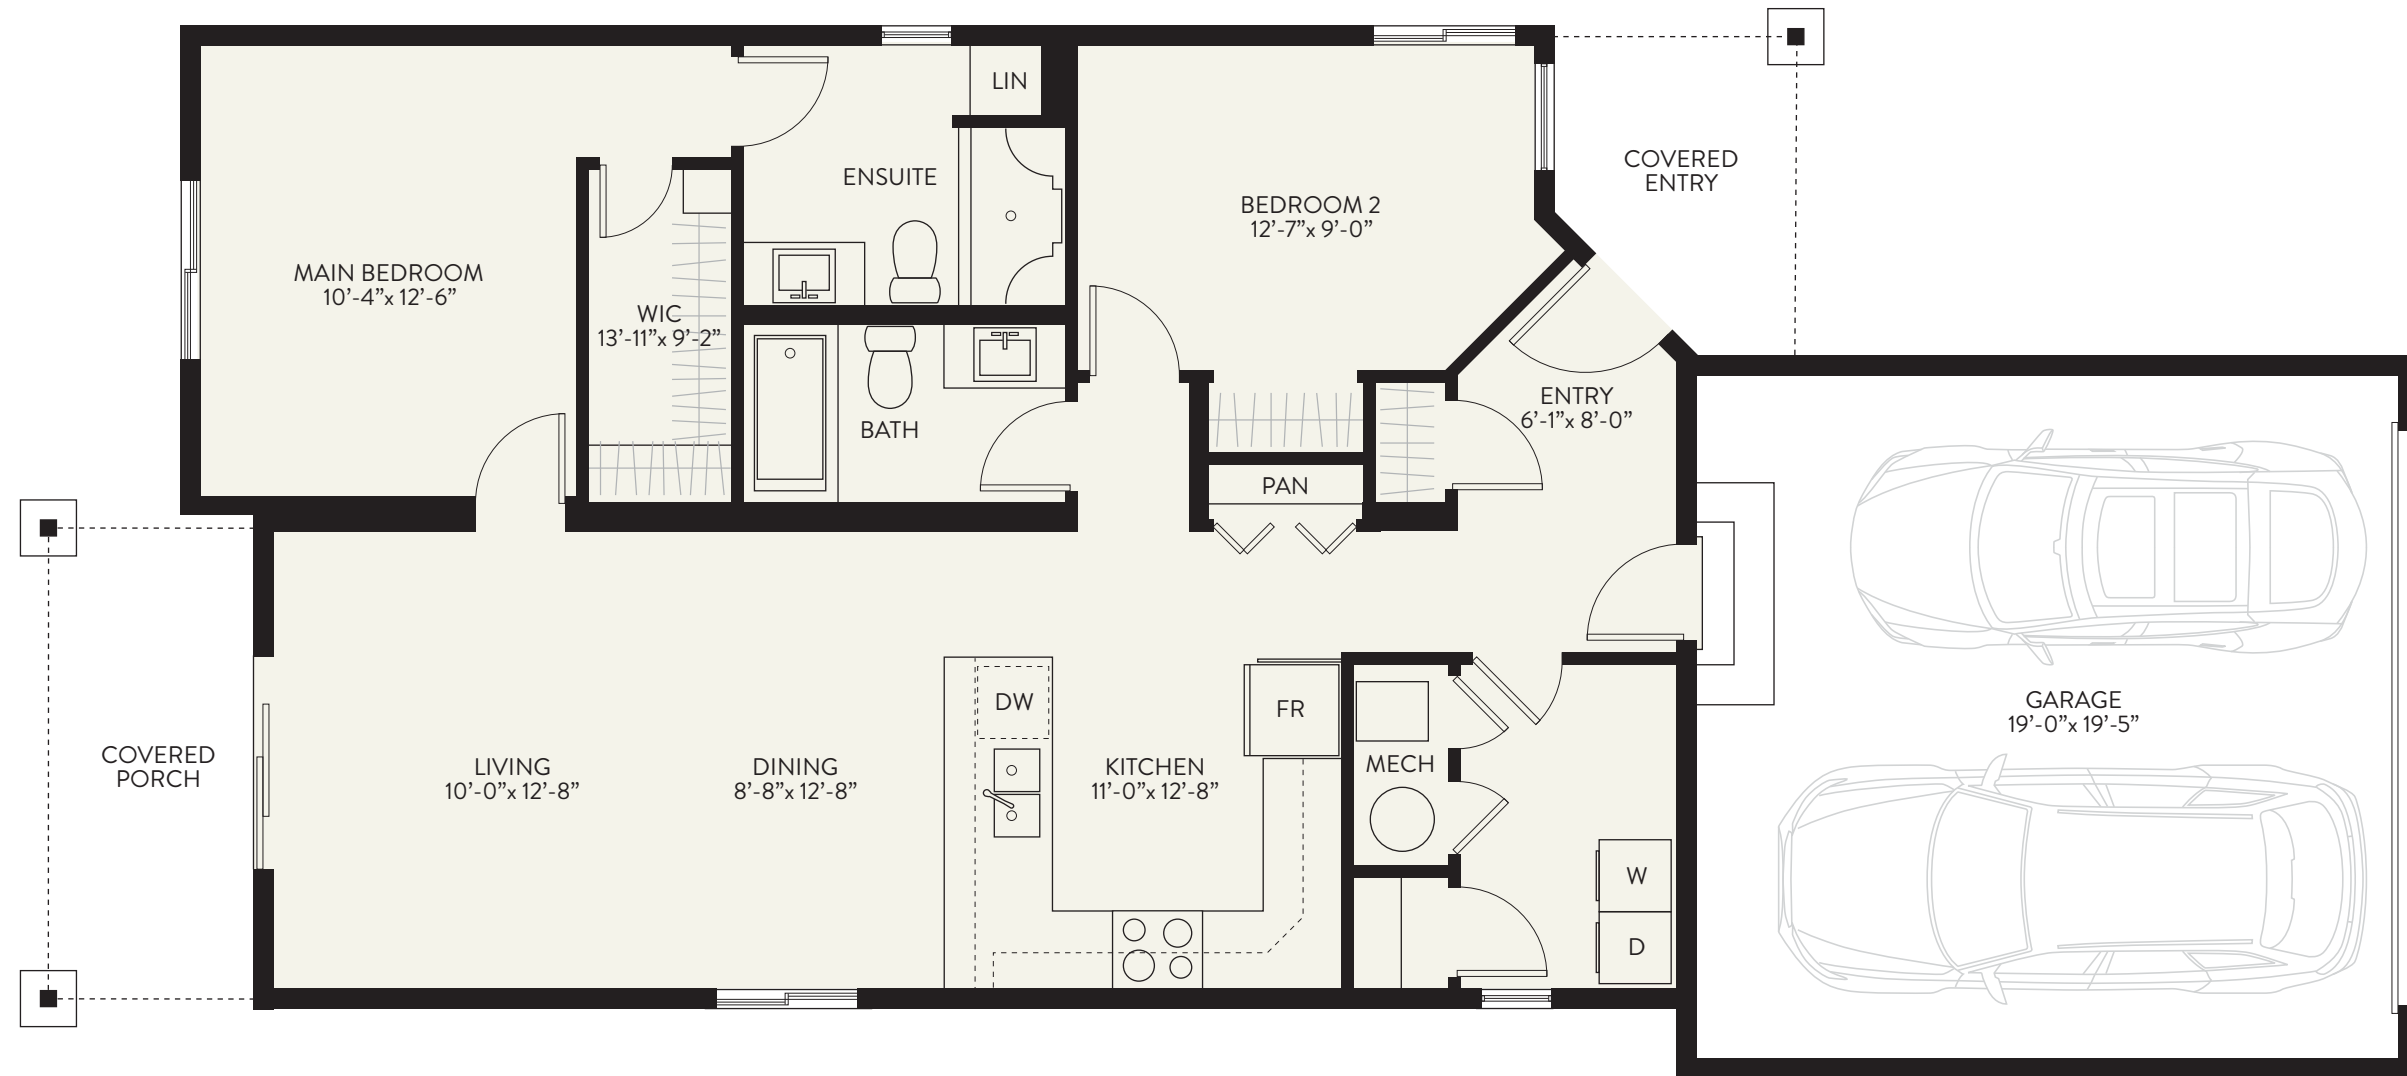 LIN
COVERED
ENTRY
ENSUITE
BEDROOM 2
12’-7”x 9’-0”
MAIN BEDROOM
10’-4”x 12’-6”
WIC
13’-11”x 9’-2”
ENTRY
6’-1”x 8’-0”
BATH
PAN
DW
FR
GARAGE
19’-0”x 19’-5”
COVERED
PORCH
LIVING
10’-0”x 12’-8”
DINING
8’-8”x 12’-8”
KITCHEN
11’-0”x 12’-8”
MECH
W
D